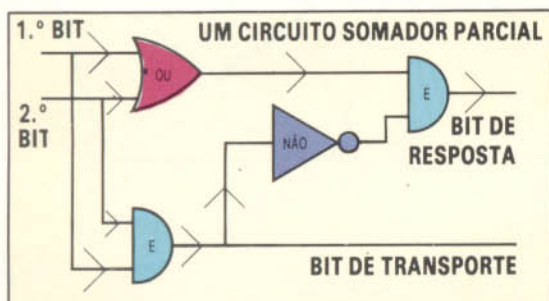 1.º BIT
UM CIRCUITO SOMADOR PARCIAL
OU
E
2.º
BIT
NÃO
BIT DE
RESPOSTA
E
BIT DE TRANSPORTE